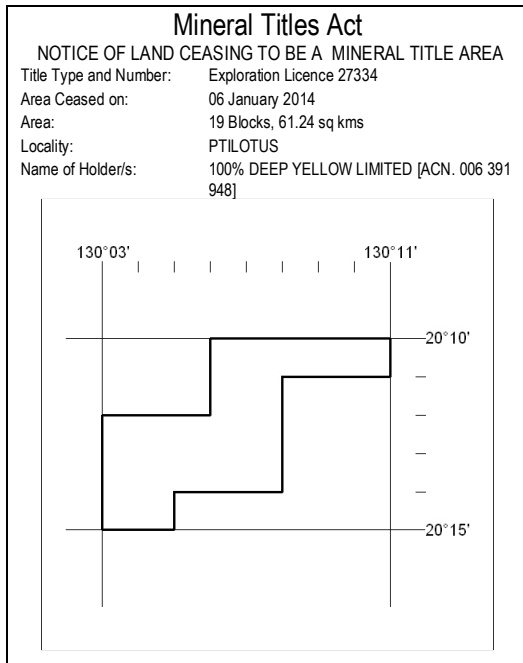 Mineral Titles Act
NOTICE OF LAND CEASING TO BE A MINERAL TITLE AREA
Title Type and Number: Exploration Licence 27334
Area Ceased on: 06 January 2014
Area: 19 Blocks, 61.24 sq kms
Locality: PTILOTUS
Name of Holder/s: 100% DEEP YELLOW LIMITED [ACN. 006 391
948]
130°03' 130°11'
20°10'
20°15'